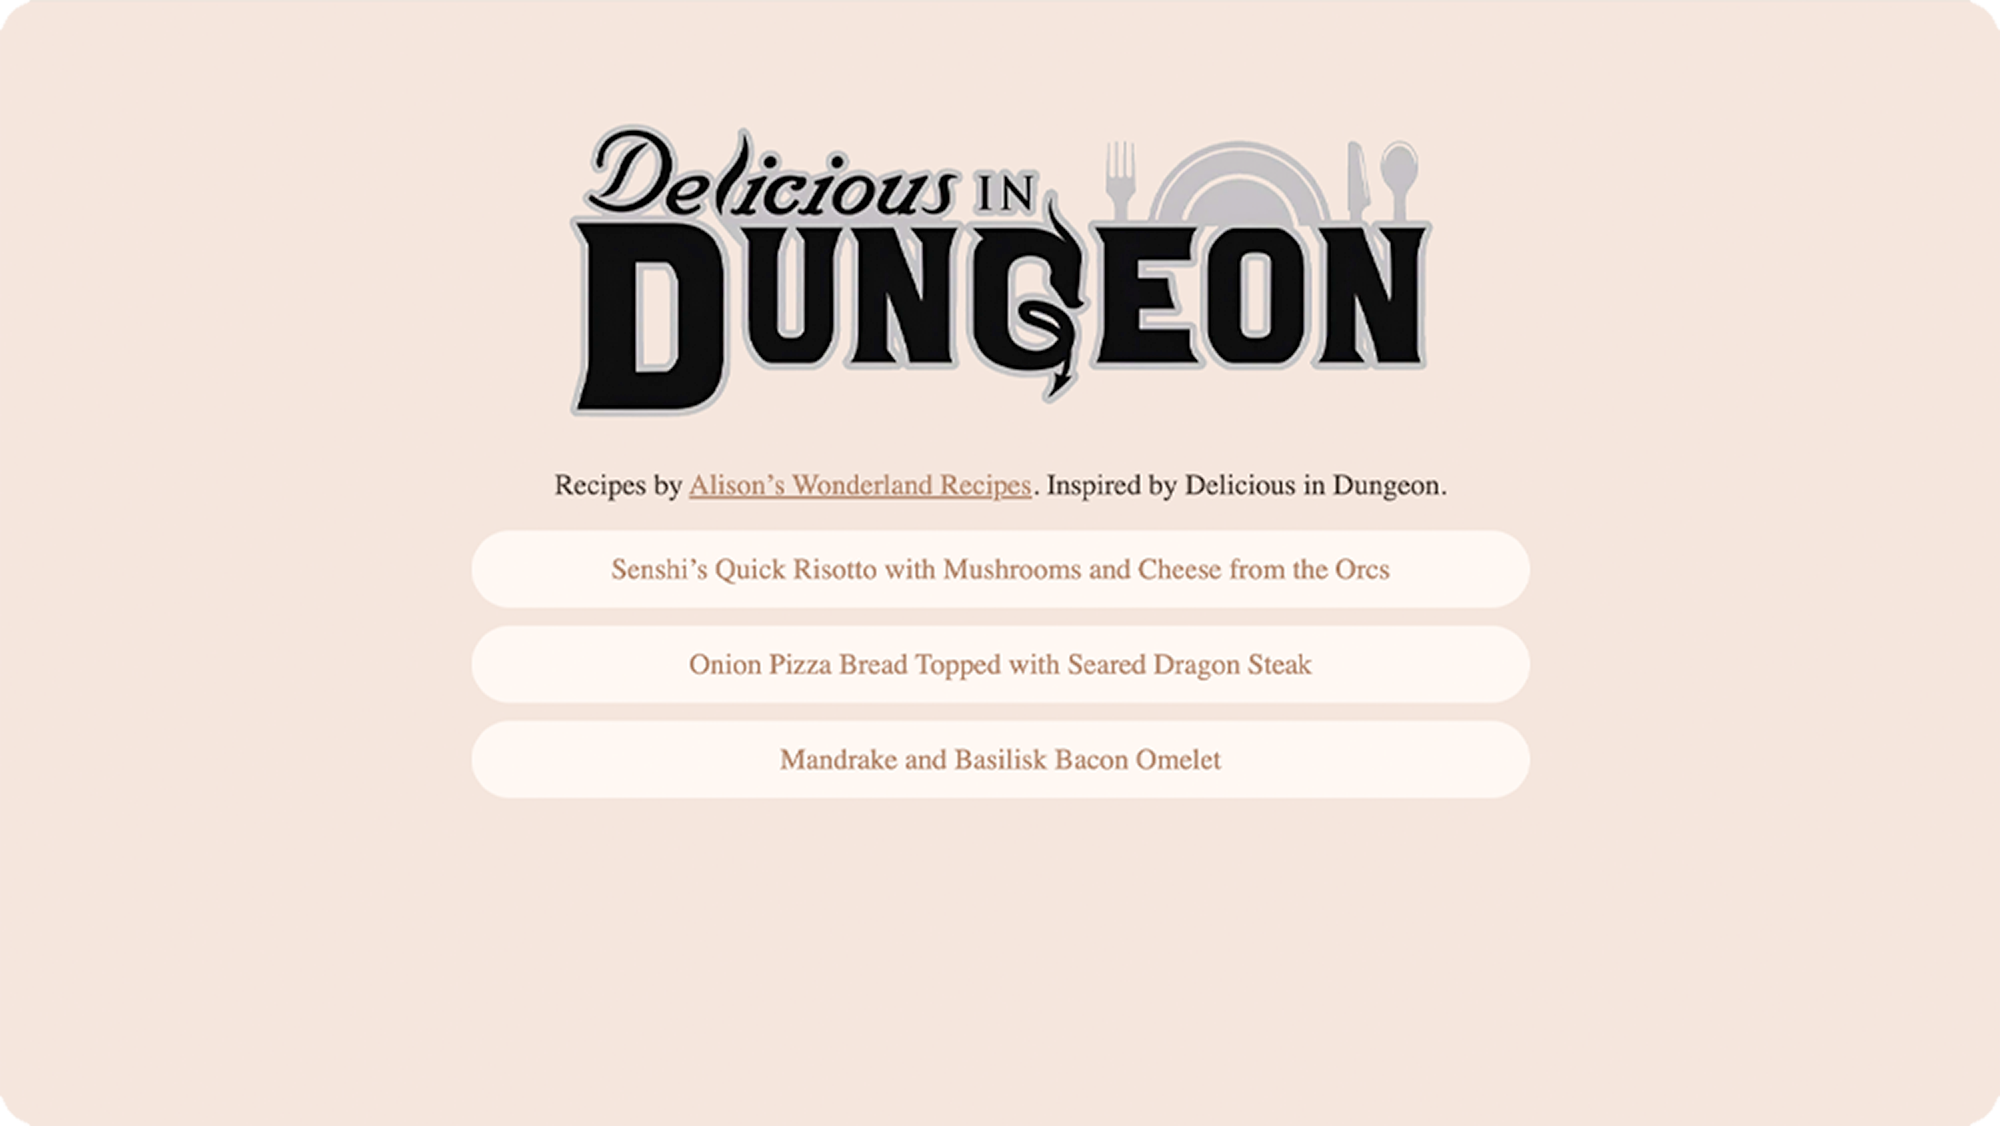 Delicious IN
DUNGEON
Recipes by Alison’s Wonderland Recipes. Inspired by Delicious in Dungeon.
Senshi’s Quick Risotto with Mushrooms and Cheese from the Orcs
Onion Pizza Bread Topped with Seared Dragon Steak
Mandrake and Basilisk Bacon Omelet